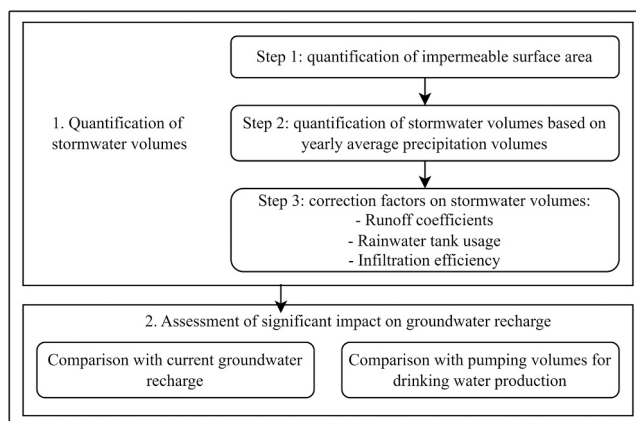 Step 1: quantification of impermeable surface area
1. Quantification of
stormwater volumes
Step 2: quantification of stormwater volumes based on
yearly average precipitation volumes
Step 3: correction factors on stormwater volumes:
- Runoff coefficients
- Rainwater tank usage
- Infiltration efficiency
2. Assessment of significant impact on groundwater recharge
Comparison with current groundwater
recharge
Comparison with pumping volumes for
drinking water production